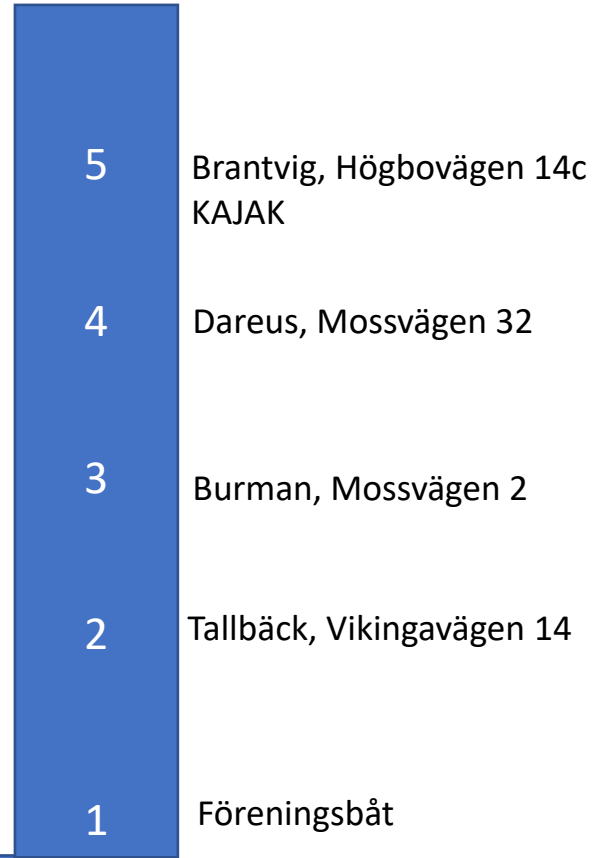 5 Brantvig, Högbovägen 14c
KAJAK
4 Dareus, Mossvägen 32
3 Burman, Mossvägen 2
2 Tallbäck, Vikingavägen 14
1 Föreningsbåt